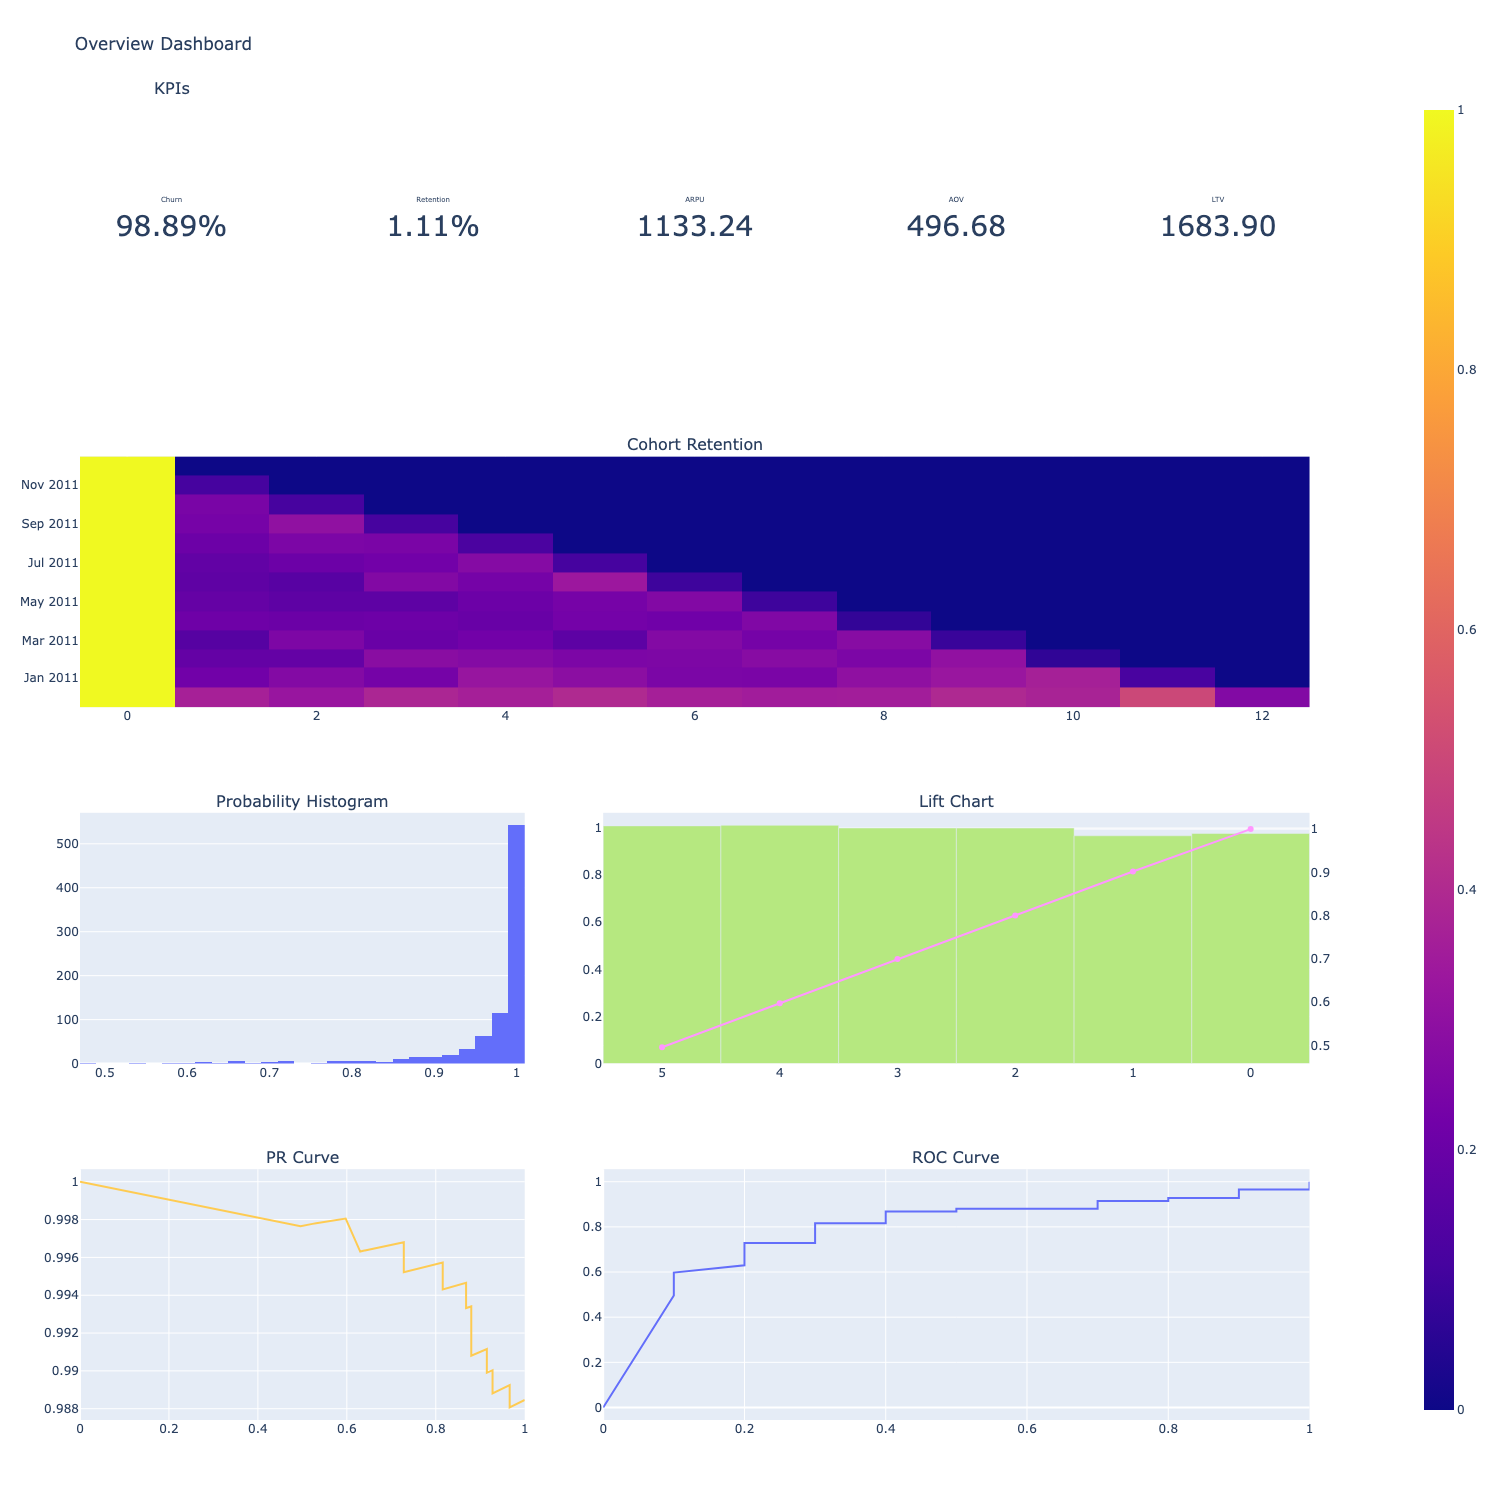 Overview Dashboard
KPIs
Churn
98.89%
Retention
1.11%
ARPU
1133.24
AOV
496.68
LTV
1683.90
1
0.8
0.6
0.4
0.2
0
Cohort Retention
Nov 2011
Sep 2011
Jul 2011
May 2011
Mar 2011
Jan 2011
0 2 4 6 8 10 12
Probability Histogram
500
400
300
200
100
0
0.5 0.6 0.7 0.8 0.9 1
Lift Chart
1
0.8
0.6
0.4
0.2
0
5 4 3 2 1 0
1
0.9
0.8
0.7
0.6
0.5
PR Curve
1
0.998
0.996
0.994
0.992
0.99
0.988
0 0.2 0.4 0.6 0.8 1
ROC Curve
1
0.8
0.6
0.4
0.2
0
0 0.2 0.4 0.6 0.8 1